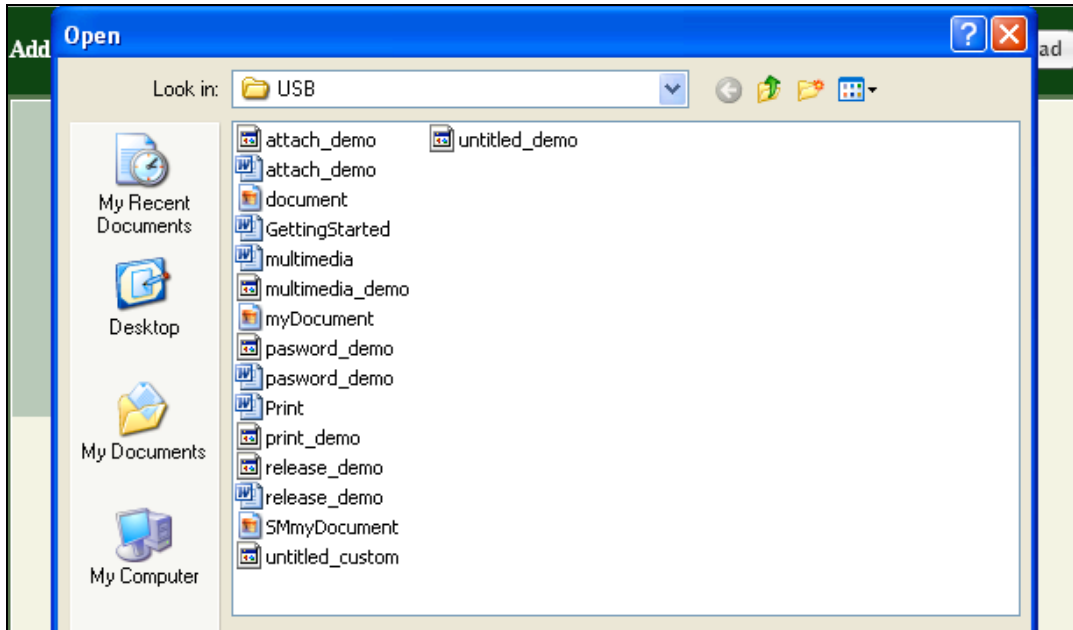 Add
Open
ad
Look in:
USB
My Recent
Documents
Desktop
My Documents
My Computer
attach_demo
attach_demo
document
GettingStarted
multimedia
multimedia_demo
myDocument
pasword_demo
pasword_demo
Print
print_demo
release_demo
release_demo
SMmyDocument
untitled_custom
untitled_demo